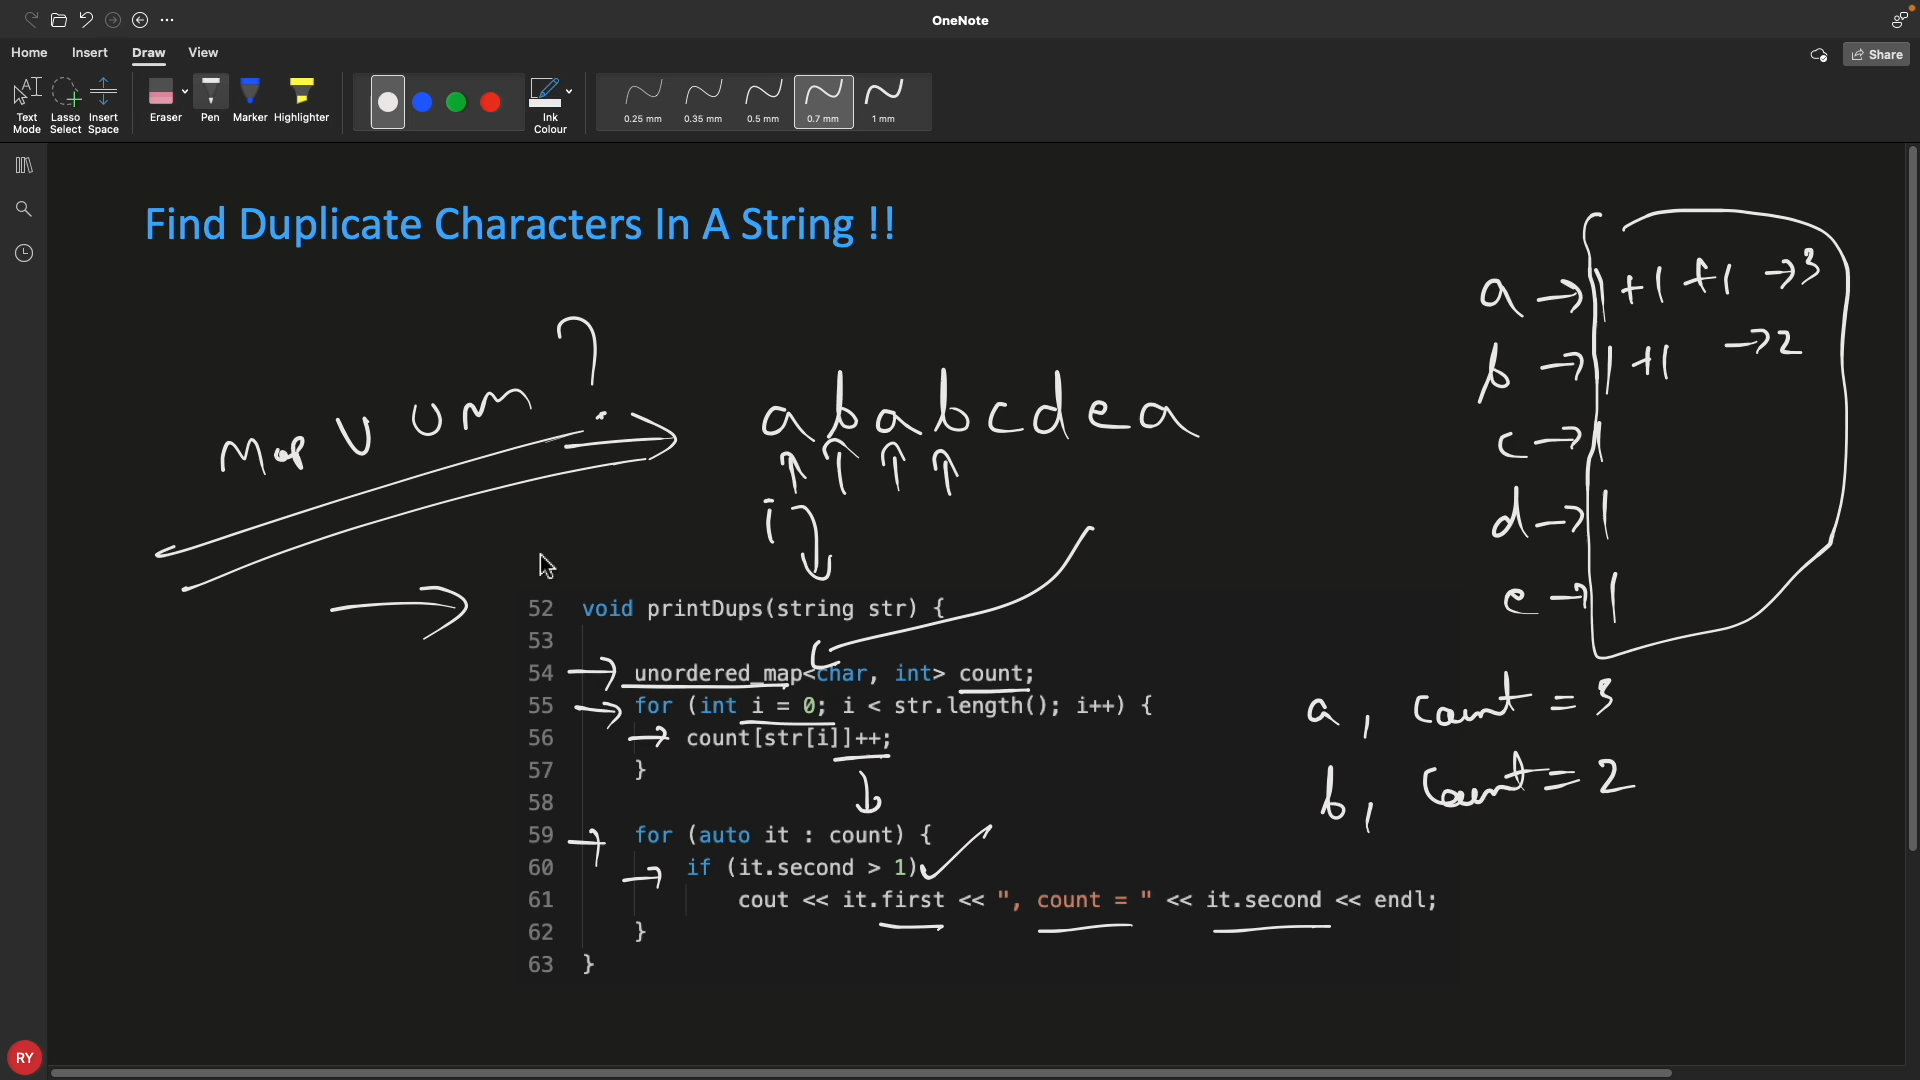 OneNote
Home Insert Draw View
Share
Text Mode
Lasso Select
Insert Space
Eraser
Pen
Marker
Highlighter
Ink Colour
0.25 mm
0.35 mm
0.5 mm
0.7 mm
1 mm
Find Duplicate Characters In A String !!
Map V UM ?
a b a b c d e a
i
a → 1 +1 +1 → 3
b → 1 +1 → 2
c → 1
d → 1
e → 1
52 void printDups(string str) {
53
54 unordered_map<char, int> count;
55 for (int i = 0; i < str.length(); i++) {
56 count[str[i]]++;
57 }
58
59 for (auto it : count) {
60 if (it.second > 1)
61 cout << it.first << ", count = " << it.second << endl;
62 }
63 }
a, count = 3
b, count = 2
RY